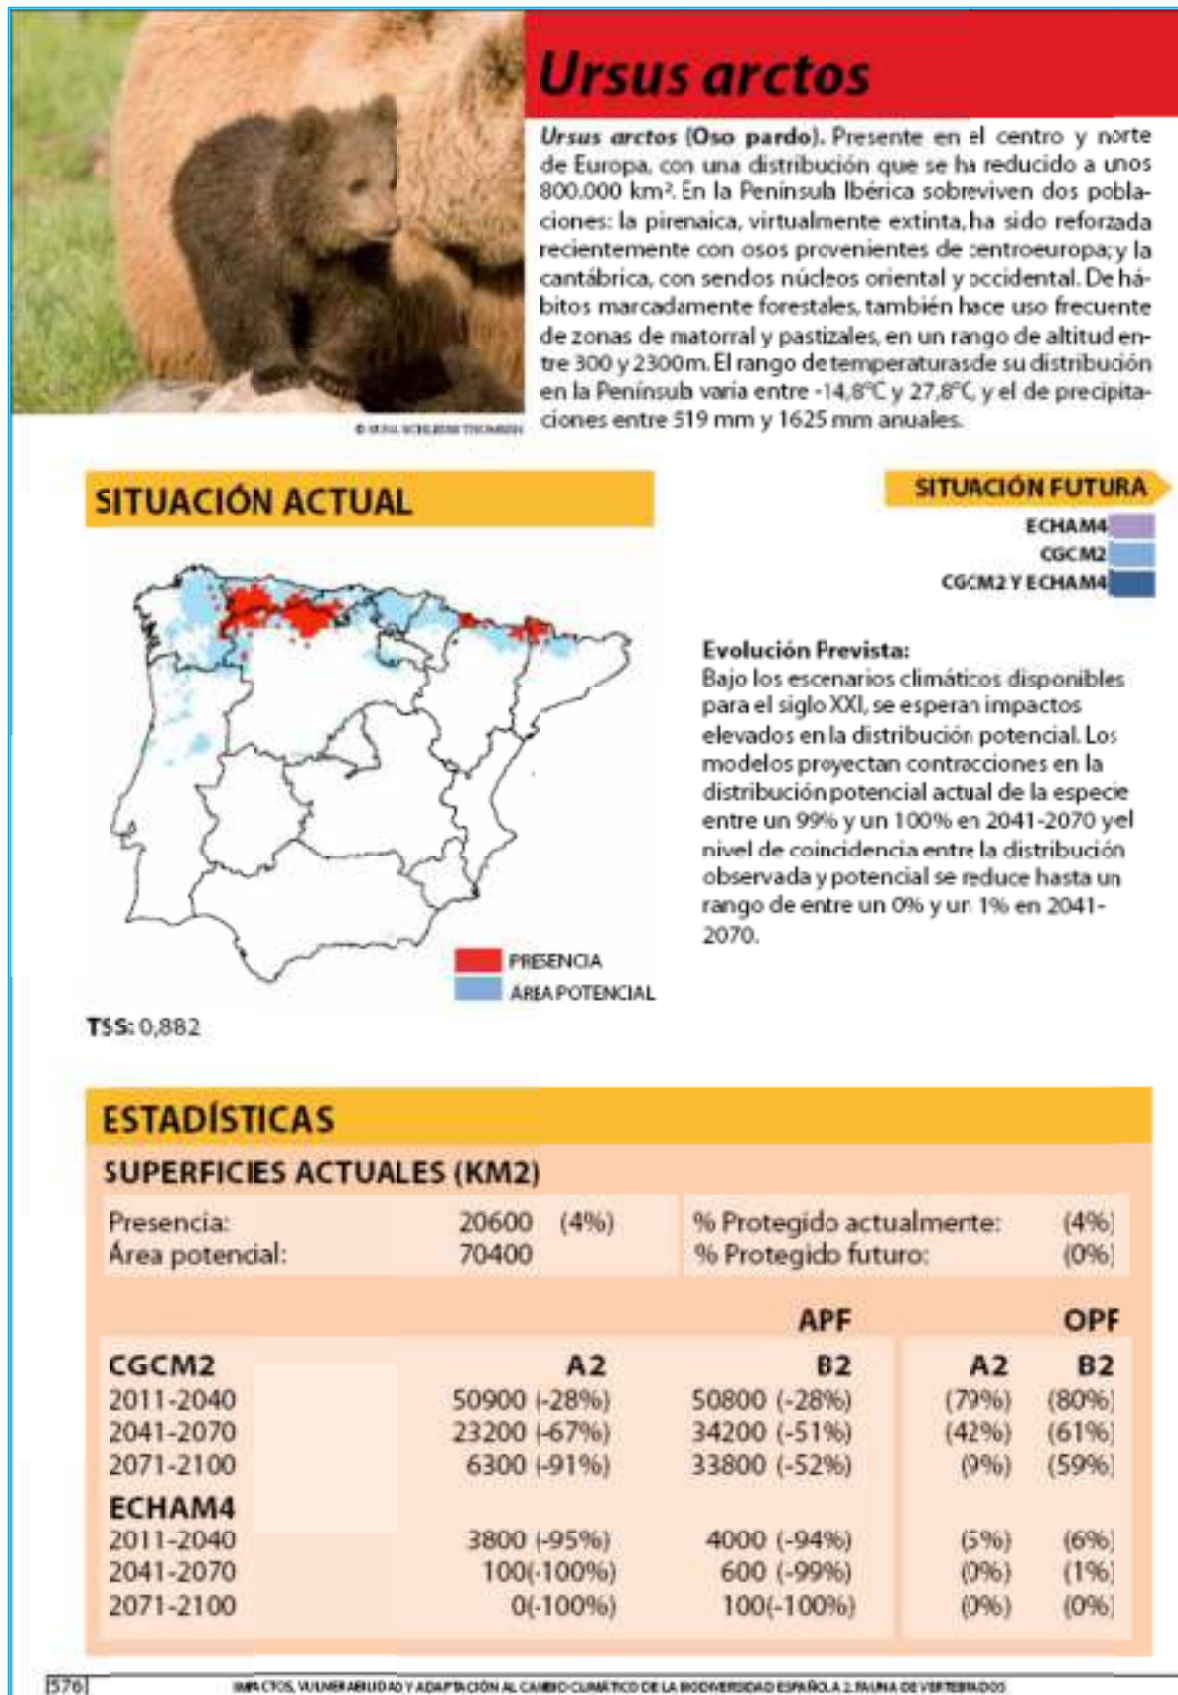 Ursus arctos
Ursus arctos (Oso pardo). Presente en el centro y norte
de Europa, con una distribución que se ha reducido a unos
800.000 km². En la Península Ibérica sobreviven dos pobla-
ciones: la pirenaica, virtualmente extinta, ha sido reforzada
recientemente con osos provenientes de centroeuropa; y la
cantábrica, con sendos núcleos oriental y occidental. De há-
bitos marcadamente forestales, también hace uso frecuente
de zonas de matorral y pastizales, en un rango de altitud en-
tre 300 y 2300m. El rango de temperaturas de su distribución
en la Península varía entre -14,8ºC y 27,8ºC, y el de precipita-
ciones entre 519 mm y 1625 mm anuales.
SITUACIÓN ACTUAL
PRESENCIA
ÁREA POTENCIAL
TSS: 0,882
SITUACIÓN FUTURA
ECHAM4
CGCM2
CGCM2 Y ECHAM4
Evolución Prevista:
Bajo los escenarios climáticos disponibles
para el siglo XXI, se esperan impactos
elevados en la distribución potencial. Los
modelos proyectan contracciones en la
distribución potencial actual de la especie
entre un 99% y un 100% en 2041-2070 y el
nivel de coincidencia entre la distribución
observada y potencial se reduce hasta un
rango de entre un 0% y un 1% en 2041-
2070.
ESTADÍSTICAS
SUPERFICIES ACTUALES (KM2)
Presencia: 20600 (4%) % Protegido actualmente: (4%)
Área potencial: 70400 % Protegido futuro: (0%)
APF OPF
CGCM2 A2 B2 A2 B2
2011-2040 50900 (-28%) 50800 (-28%) (79%) (80%)
2041-2070 23200 (-67%) 34200 (-51%) (42%) (61%)
2071-2100 6300 (-91%) 33800 (-52%) (9%) (59%)
ECHAM4
2011-2040 3800 (-95%) 4000 (-94%) (5%) (6%)
2041-2070 100(-100%) 600 (-99%) (0%) (1%)
2071-2100 0(-100%) 100(-100%) (0%) (0%)
576 IMPACTOS, VULNERABILIDAD Y ADAPTACIÓN AL CAMBIO CLIMÁTICO DE LA BIODIVERSIDAD ESPAÑOLA 2. FAUNA DE VERTEBRADOS